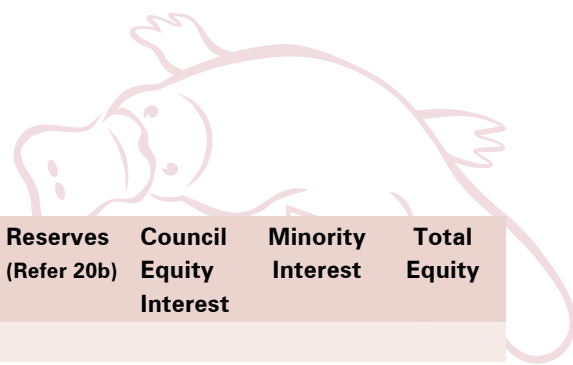 Reserves Council Minority Total
(Refer 20b) Equity Interest Equity
Interest